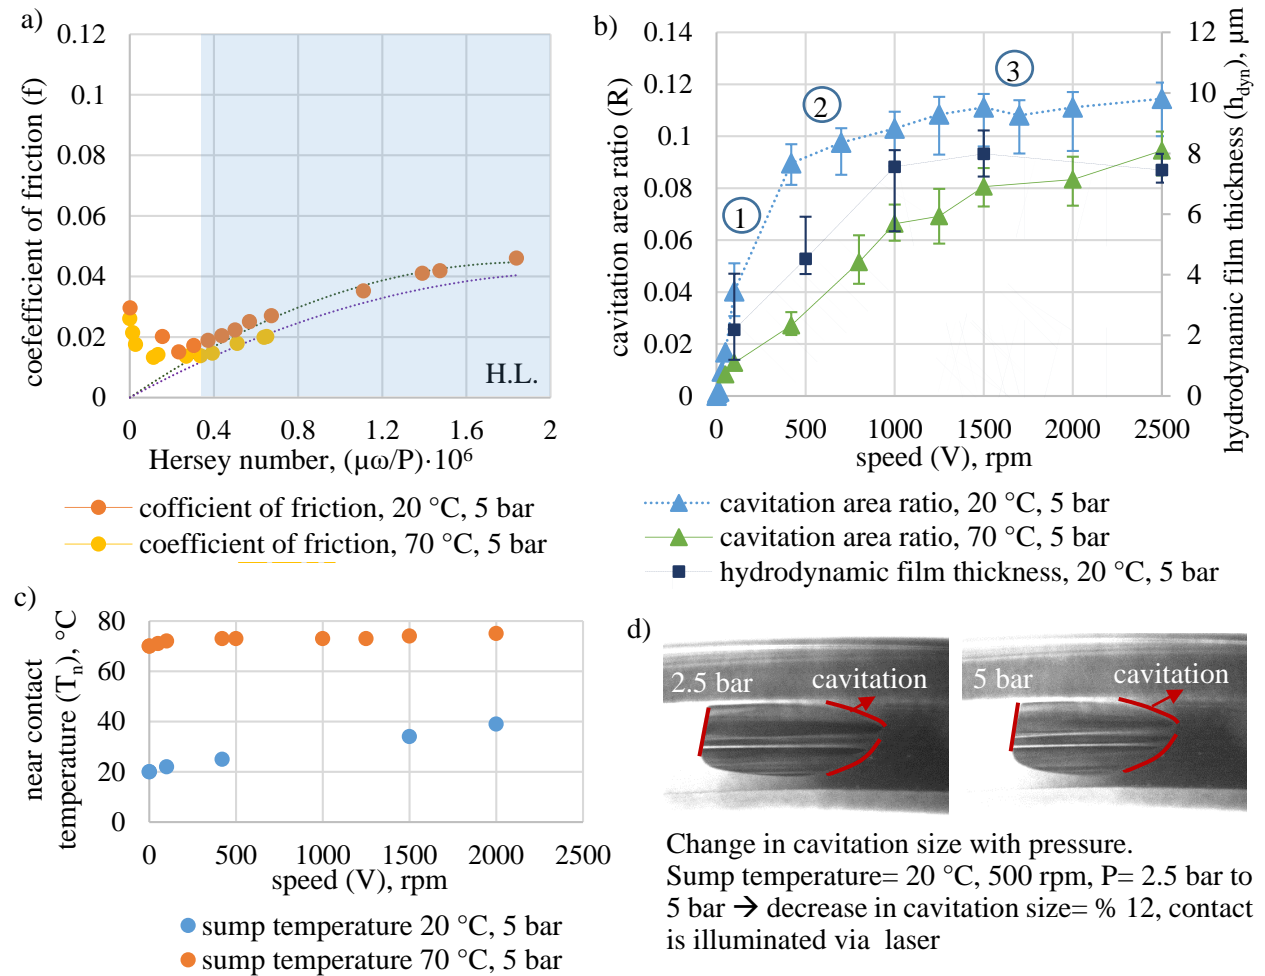 a)
0.12
0.1
0.08
0.06
0.04
0.02
0
coefefficient of friction (f)
H.L.
0 0.4 1.2 1.6 2
Hersey number, (μω/P)·10⁶
cofficient of friction, 20 °C, 5 bar
coefficient of friction, 70 °C, 5 bar
b)
0.14
0.12
0.1
0.08
0.06
0.04
0.02
0
cavitation area ratio (R)
1
2
3
12
10
8
6
4
2
0
hydrodynamic film thickness (hdyn), μm
0 500 1000 1500 2000 2500
speed (V), rpm
cavitation area ratio, 20 °C, 5 bar
cavitation area ratio, 70 °C, 5 bar
hydrodynamic film thickness, 20 °C, 5 bar
c)
80
60
40
20
0
near contact
temperature (Tn), °C
0 500 1000 1500 2000 2500
speed (V), rpm
sump temperature 20 °C, 5 bar
sump temperature 70 °C, 5 bar
d)
2.5 bar
cavitation
5 bar
cavitation
Change in cavitation size with pressure.
Sump temperature= 20 °C, 500 rpm, P= 2.5 bar to
5 bar → decrease in cavitation size= % 12, contact
is illuminated via laser